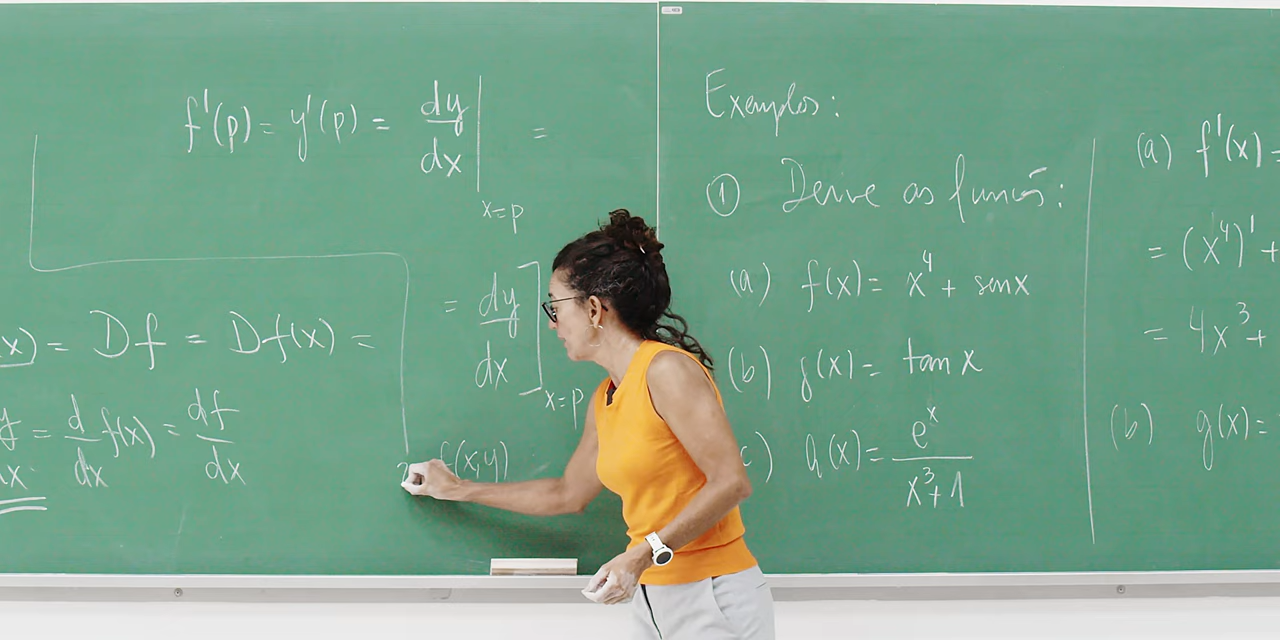 f'(p) = y'(p) = dy/dx | x=p =
= dy/dx ] x=p
x) = Df = Df(x) =
= d/dx f(x) = df/dx
f(x,y)
Exemplos:
① Derive as funções:
(a) f(x) = x⁴ + senx
(b) g(x) = tan x
c) h(x) = eˣ/x³+1
(a) f'(x) =
= (x⁴)' +
= 4x³ +
(b) g(x) =